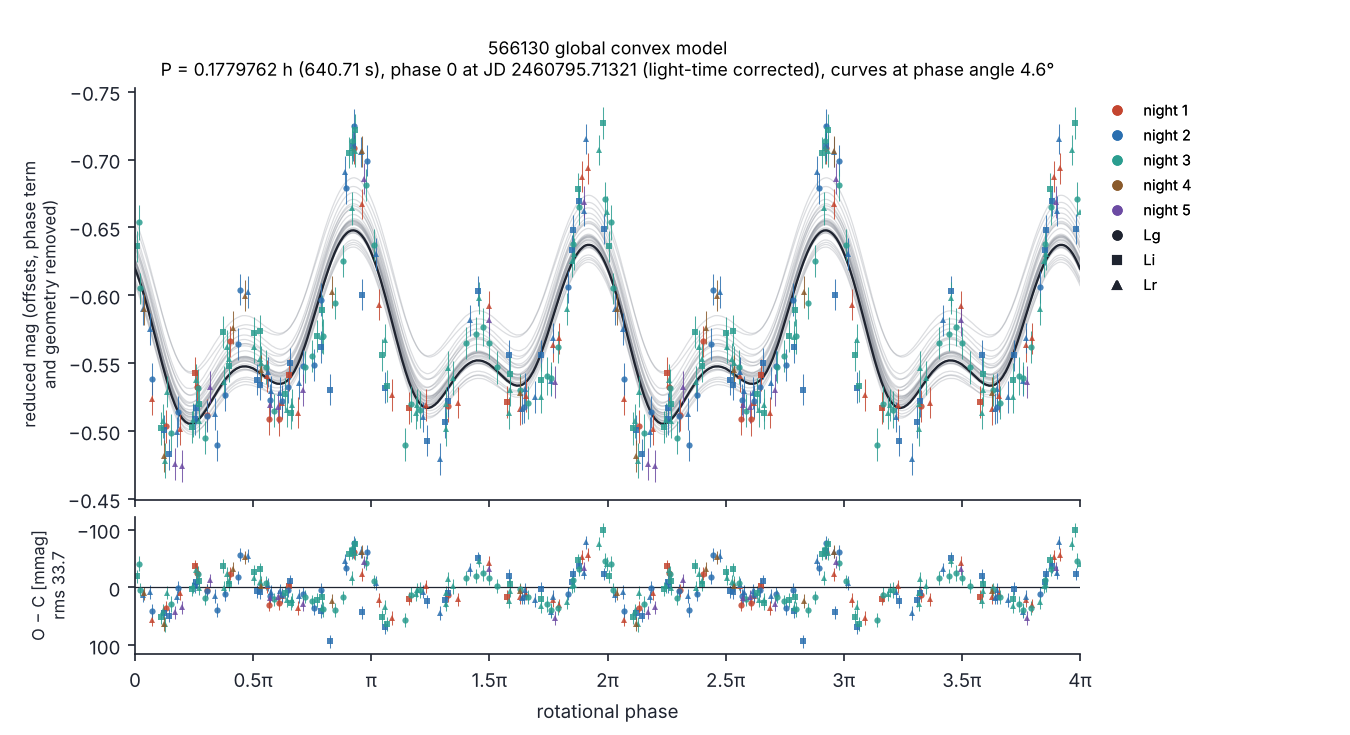 566130 global convex model
P = 0.1779762 h (640.71 s), phase 0 at JD 2460795.71321 (light-time corrected), curves at phase angle 4.6°
reduced mag (offsets, phase term
and geometry removed)
−0.75
−0.70
−0.65
−0.60
−0.55
−0.50
−0.45
night 1
night 2
night 3
night 4
night 5
Lg
Li
Lr
O − C [mmag]
rms 33.7
−100
0
100
0
0.5π
π
1.5π
2π
2.5π
3π
3.5π
4π
rotational phase